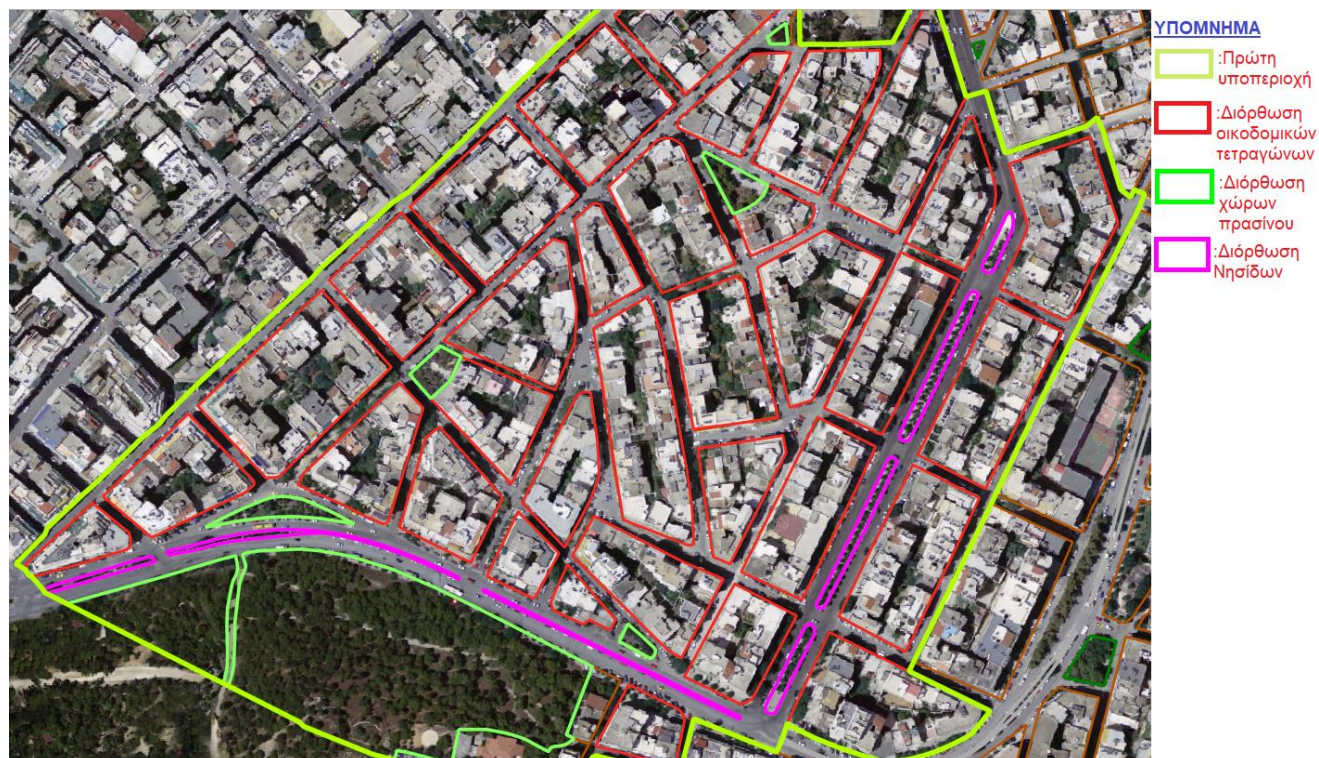 ΥΠΟΜΝΗΜΑ
:Πρώτη
υποπεριοχή
:Διόρθωση
οικοδομικών
τετραγώνων
:Διόρθωση
χώρων
πρασίνου
:Διόρθωση
Νησίδων